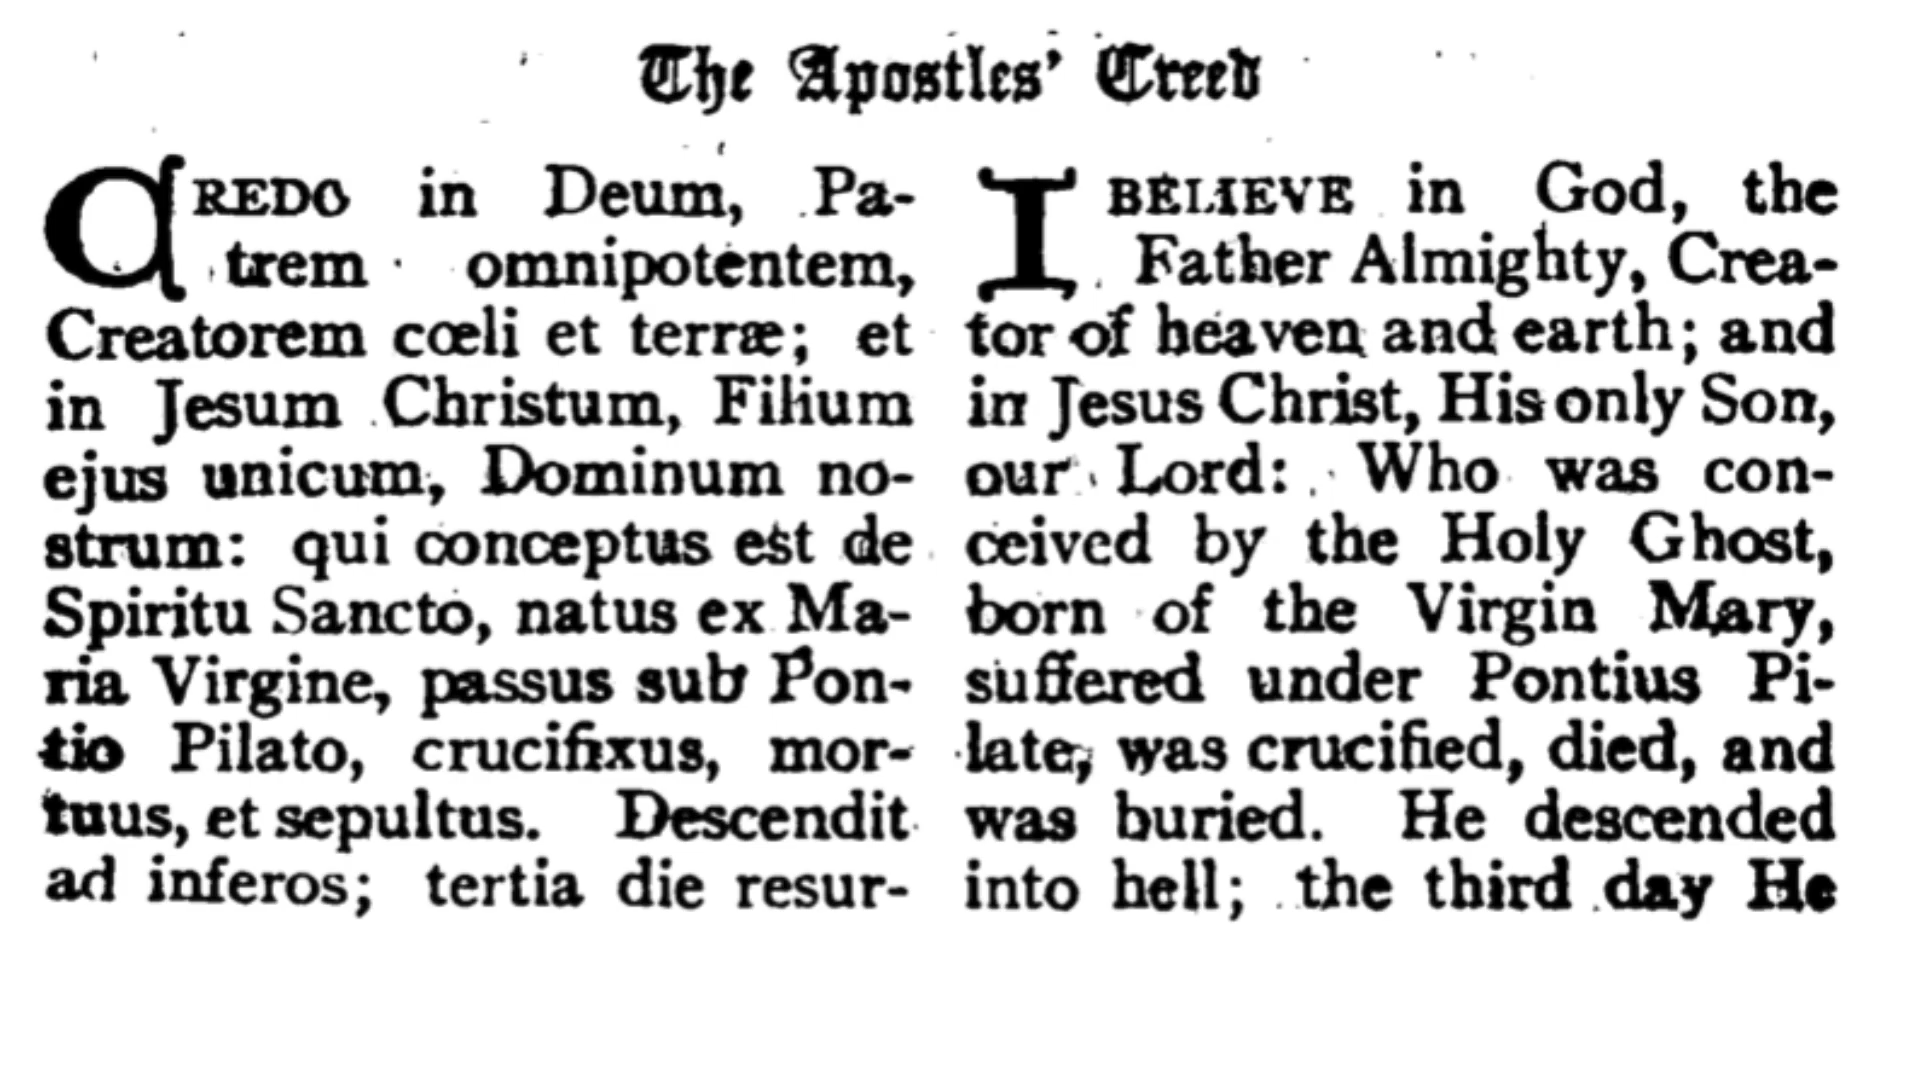 The Apostles' Creed
CREDO in Deum, Pa-
trem omnipotentem,
Creatorem cœli et terræ; et
in Jesum Christum, Filium
ejus unicum, Dominum no-
strum: qui conceptus est de
Spiritu Sancto, natus ex Ma-
ria Virgine, passus sub Pon-
tio Pilato, crucifixus, mor-
tuus, et sepultus. Descendit
ad inferos; tertia die resur-
I BELIEVE in God, the
Father Almighty, Crea-
tor of heaven and earth; and
in Jesus Christ, His only Son,
our Lord: Who was con-
ceived by the Holy Ghost,
born of the Virgin Mary,
suffered under Pontius Pi-
late, was crucified, died, and
was buried. He descended
into hell; the third day He